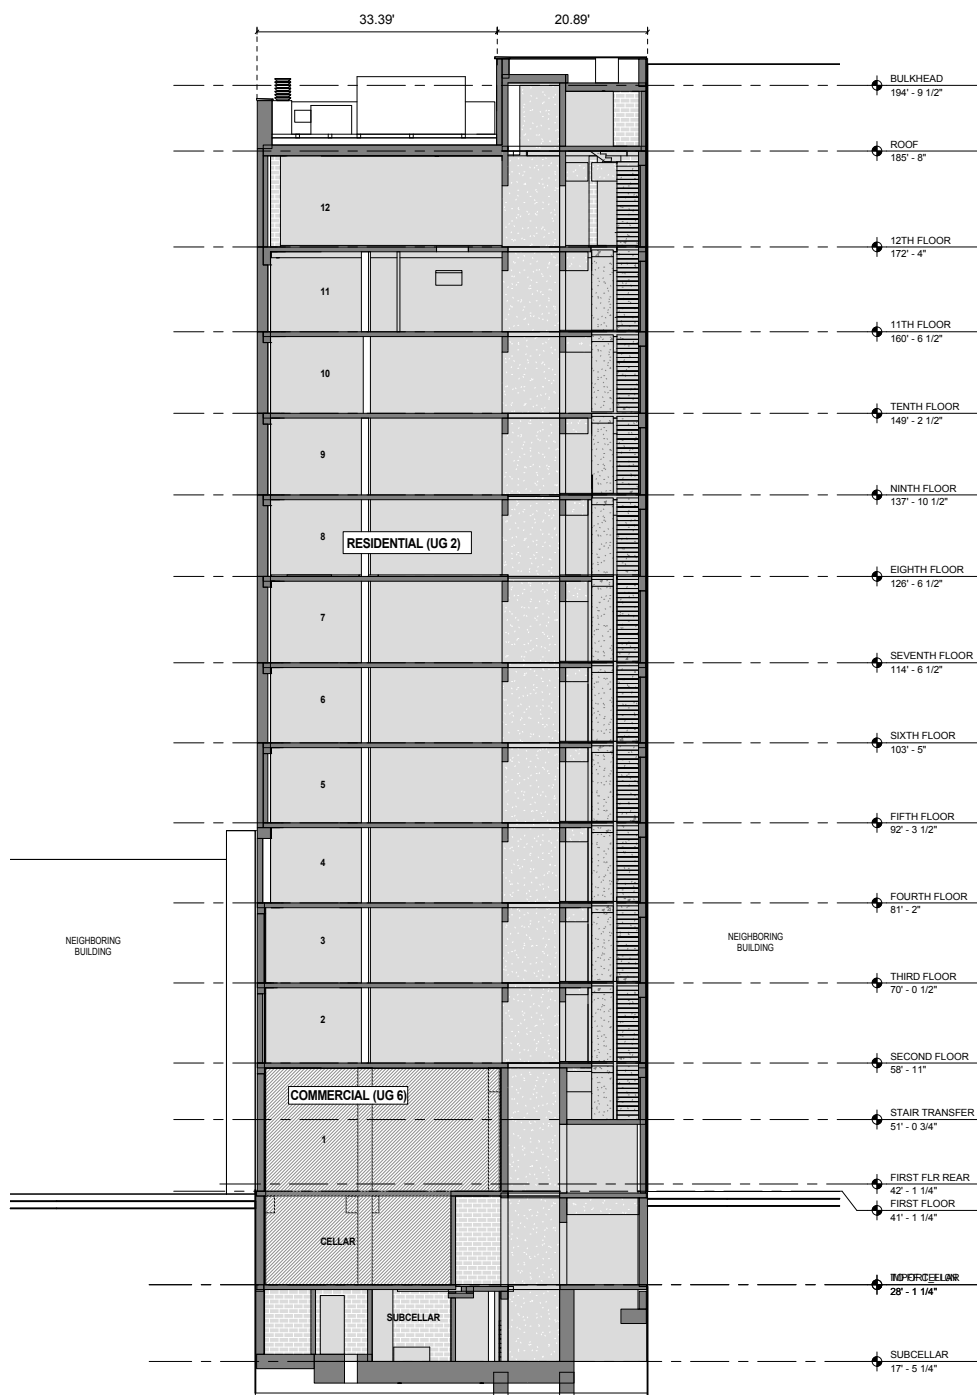 33.39' 20.89'
BULKHEAD
194' - 9 1/2"
ROOF
185' - 8"
12
12TH FLOOR
172' - 4"
11
11TH FLOOR
160' - 6 1/2"
10
TENTH FLOOR
149' - 2 1/2"
9
NINTH FLOOR
137' - 10 1/2"
8
RESIDENTIAL (UG 2)
EIGHTH FLOOR
126' - 6 1/2"
7
SEVENTH FLOOR
114' - 6 1/2"
6
SIXTH FLOOR
103' - 5"
5
FIFTH FLOOR
92' - 3 1/2"
4
FOURTH FLOOR
81' - 2"
NEIGHBORING
BUILDING
3
NEIGHBORING
BUILDING
THIRD FLOOR
70' - 0 1/2"
2
SECOND FLOOR
58' - 11"
COMMERCIAL (UG 6)
STAIR TRANSFER
51' - 0 3/4"
1
FIRST FLR REAR
42' - 1 1/4"
FIRST FLOOR
41' - 1 1/4"
CELLAR
28' - 1 1/4"
SUBCELLAR
SUBCELLAR
17' - 5 1/4"